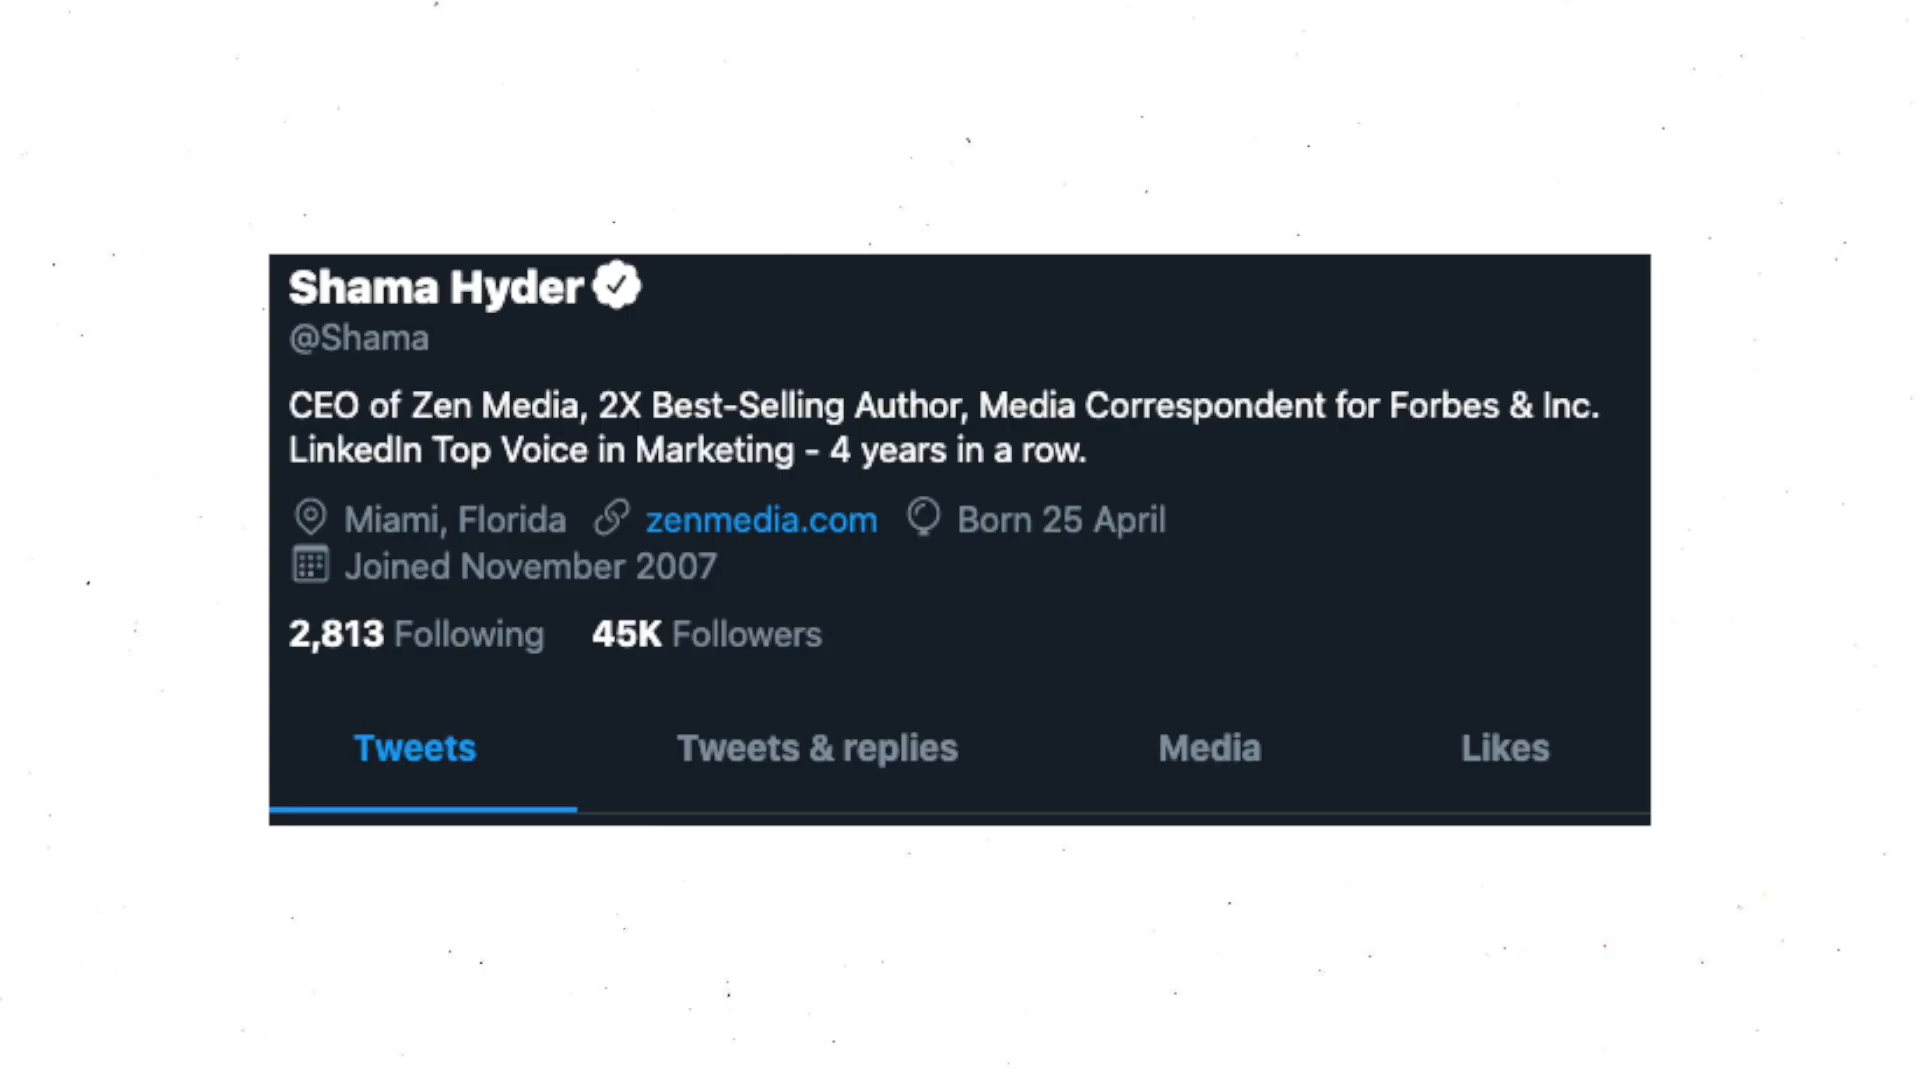 Shama Hyder
@Shama
CEO of Zen Media, 2X Best-Selling Author, Media Correspondent for Forbes & Inc.
LinkedIn Top Voice in Marketing - 4 years in a row.
Miami, Florida zenmedia.com Born 25 April
Joined November 2007
2,813 Following 45K Followers
Tweets Tweets & replies Media Likes